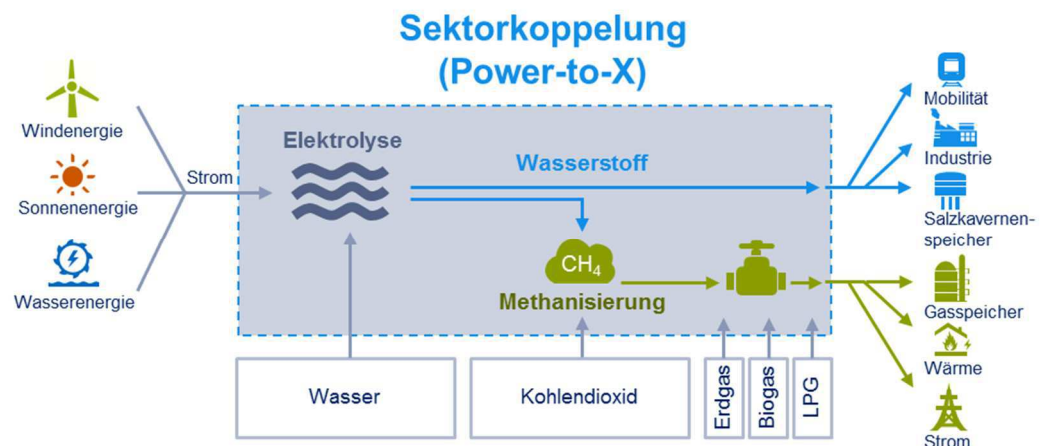 Sektorkoppelung
(Power-to-X)
Windenergie
Sonnenenergie
Wasserenergie
Strom
Elektrolyse
Wasserstoff
CH₄
Methanisierung
Wasser
Kohlendioxid
Erdgas
Biogas
LPG
Mobilität
Industrie
Salzkavernen-
speicher
Gasspeicher
Wärme
Strom